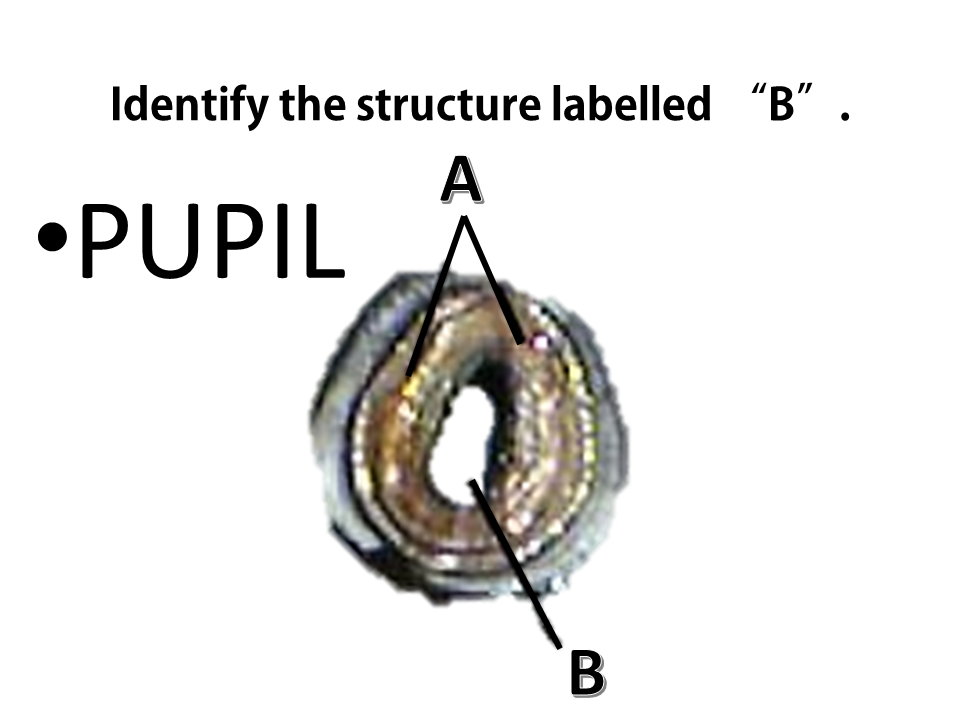 Identify the structure labelled “B”.
A
•PUPIL
B